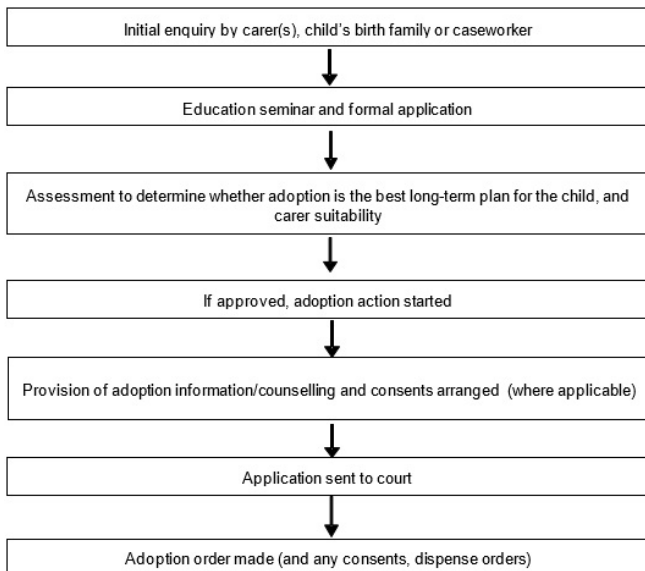 Initial enquiry by carer(s), child's birth family or caseworker
Education seminar and formal application
Assessment to determine whether adoption is the best long-term plan for the child, and
carer suitability
If approved, adoption action started
Provision of adoption information/counselling and consents arranged (where applicable)
Application sent to court
Adoption order made (and any consents, dispense orders)